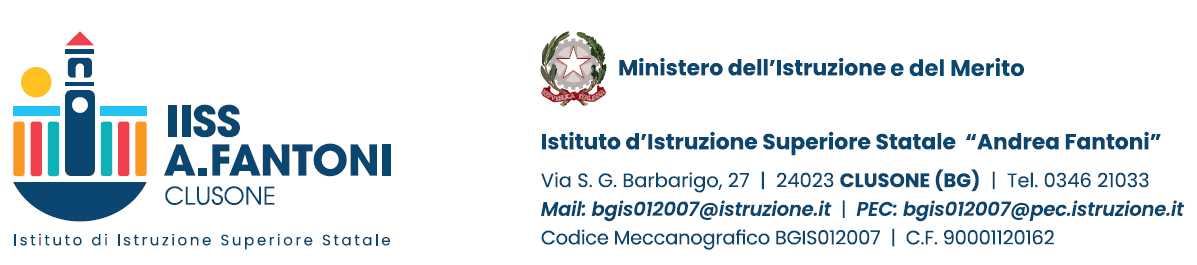 IISS
A.FANTONI
CLUSONE
Istituto di Istruzione Superiore Statale
REPVBBLICA ITALIANA
Ministero dell'Istruzione e del Merito
Istituto d'Istruzione Superiore Statale "Andrea Fantoni"
Via S. G. Barbarigo, 27 | 24023 CLUSONE (BG) | Tel. 0346 21033
Mail: bgis012007@istruzione.it | PEC: bgis012007@pec.istruzione.it
Codice Meccanografico BGIS012007 | C.F. 90001120162